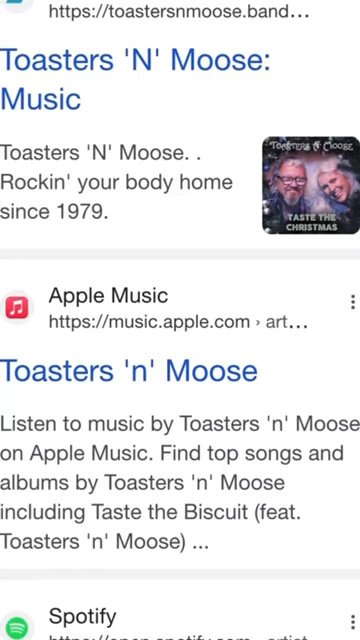 https://toastersnmoose.band...
Toasters 'N' Moose:
Music
Toasters 'N' Moose. .
Rockin' your body home
since 1979.
TOASTERS N' MOOSE
TASTE THE
CHRISTMAS
Apple Music
https://music.apple.com › art...
Toasters 'n' Moose
Listen to music by Toasters 'n' Moose
on Apple Music. Find top songs and
albums by Toasters 'n' Moose
including Taste the Biscuit (feat.
Toasters 'n' Moose) ...
Spotify